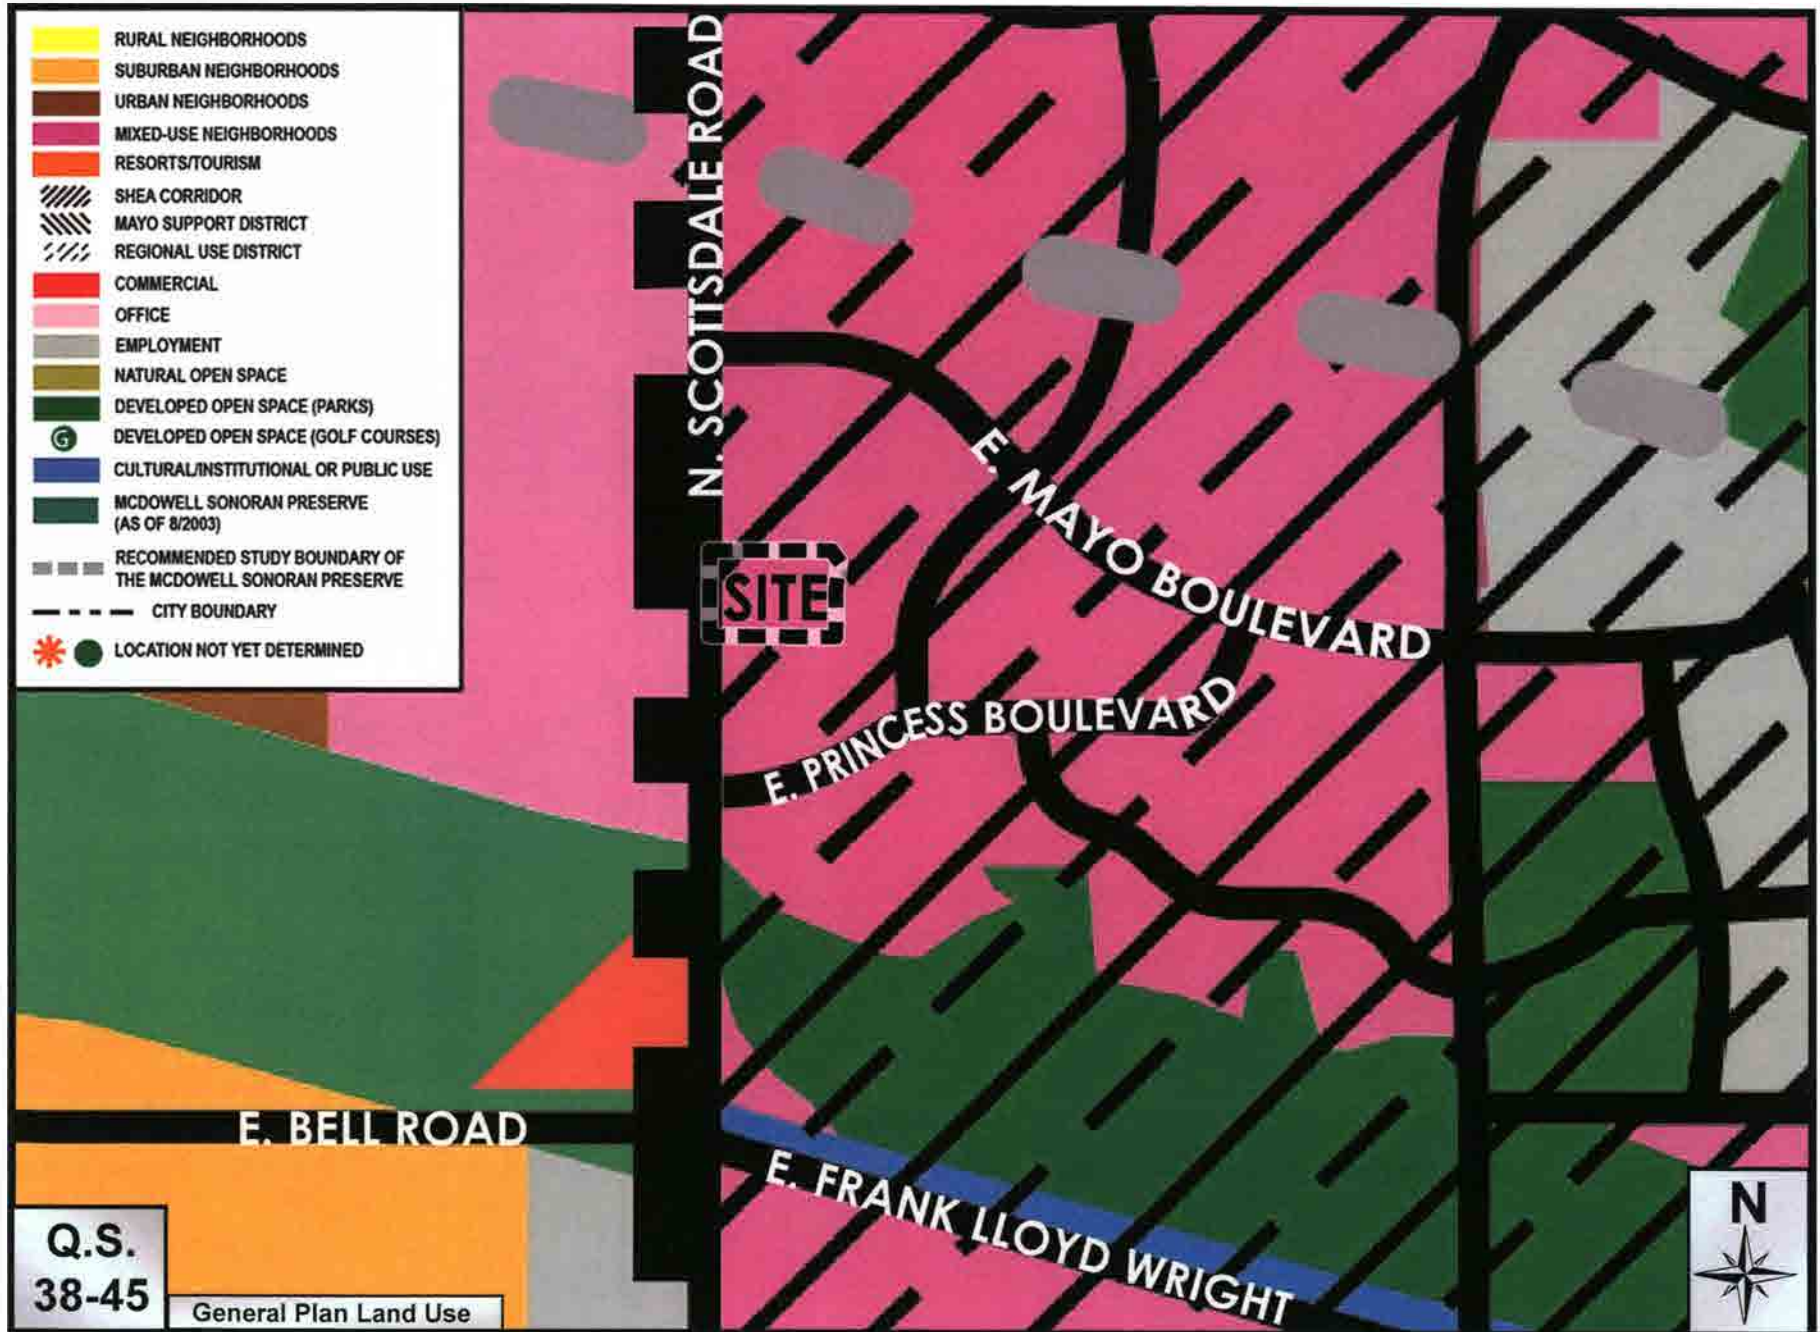 RURAL NEIGHBORHOODS
SUBURBAN NEIGHBORHOODS
URBAN NEIGHBORHOODS
MIXED-USE NEIGHBORHOODS
RESORTS/TOURISM
SHEA CORRIDOR
MAYO SUPPORT DISTRICT
REGIONAL USE DISTRICT
COMMERCIAL
OFFICE
EMPLOYMENT
NATURAL OPEN SPACE
DEVELOPED OPEN SPACE (PARKS)
G DEVELOPED OPEN SPACE (GOLF COURSES)
CULTURAL/INSTITUTIONAL OR PUBLIC USE
MCDOWELL SONORAN PRESERVE
(AS OF 8/2003)
RECOMMENDED STUDY BOUNDARY OF
THE MCDOWELL SONORAN PRESERVE
CITY BOUNDARY
LOCATION NOT YET DETERMINED
N. SCOTTSDALE ROAD
E. MAYO BOULEVARD
SITE
E. PRINCESS BOULEVARD
E. BELL ROAD
E. FRANK LLOYD WRIGHT
Q.S.
38-45
General Plan Land Use
N